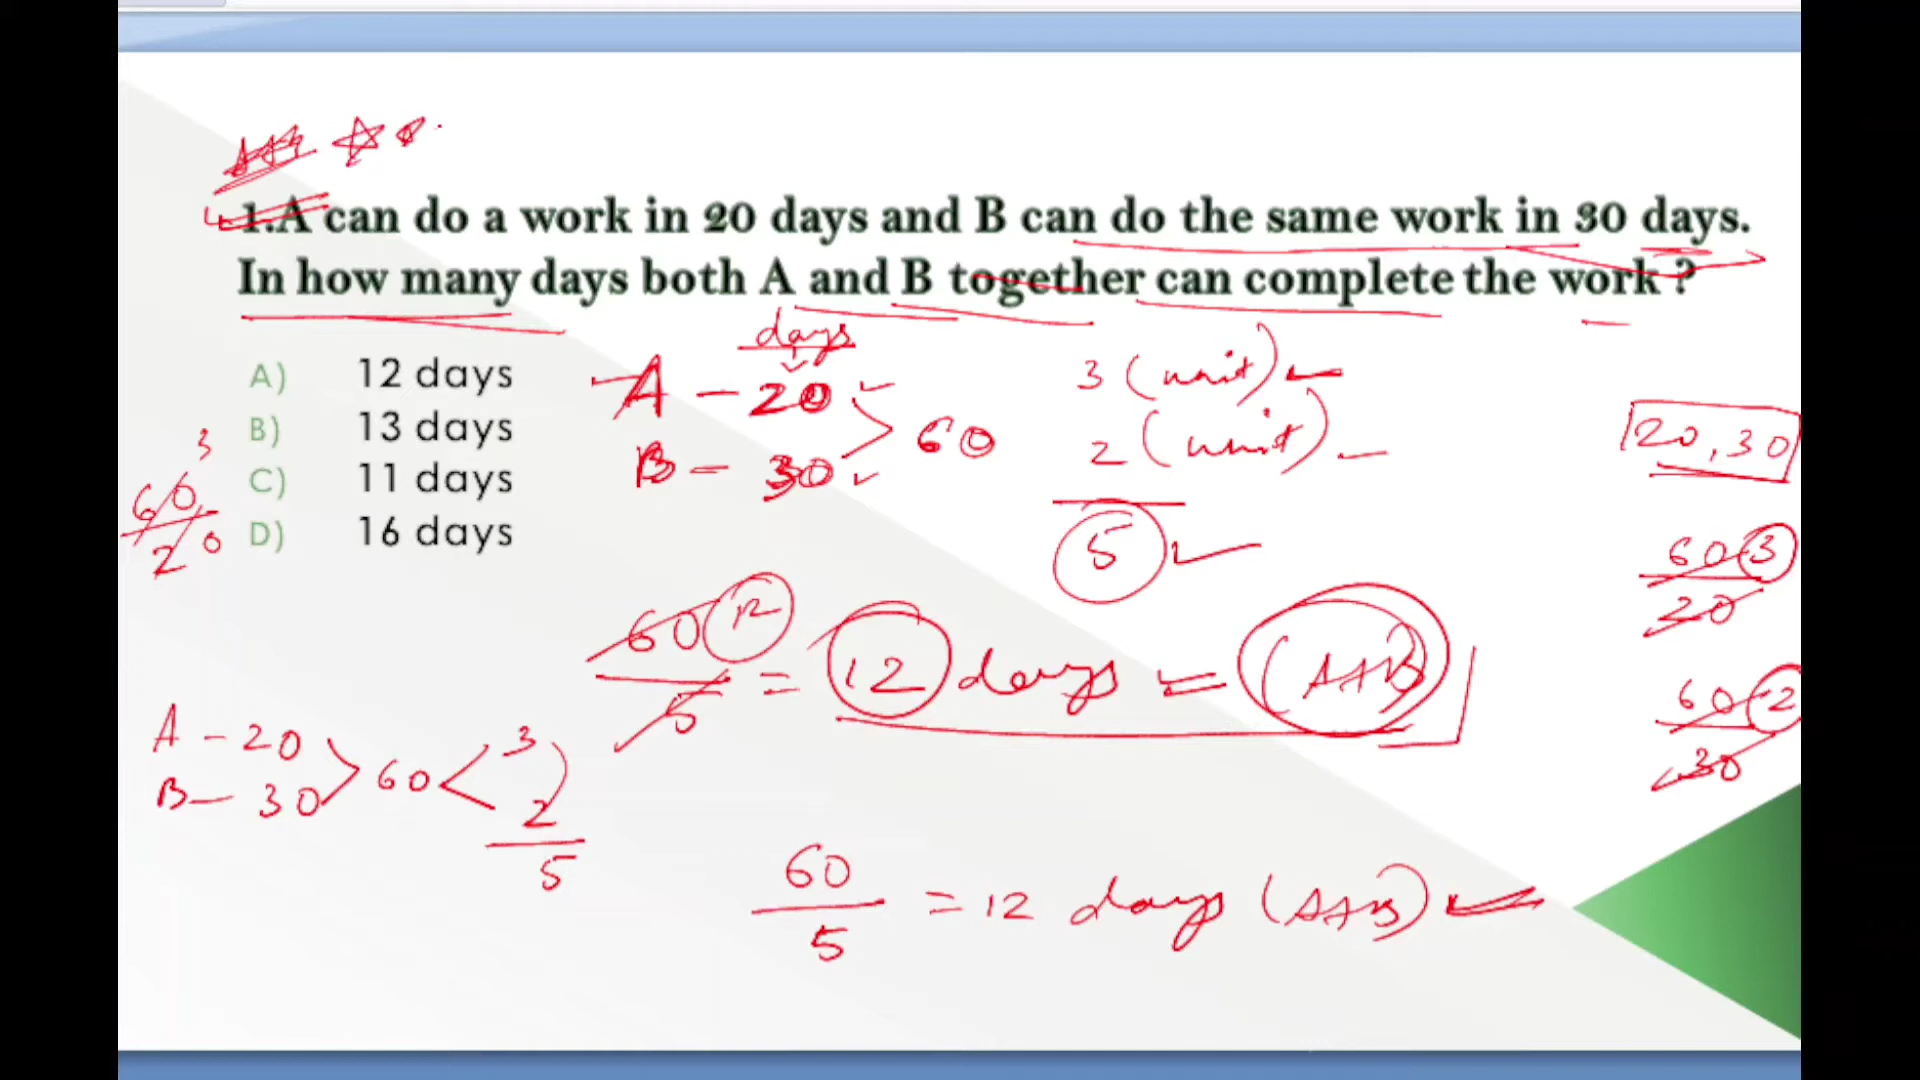 1.A can do a work in 20 days and B can do the same work in 30 days.
In how many days both A and B together can complete the work ?
A) 12 days
B) 13 days
C) 11 days
D) 16 days
days
A - 20
B - 30
60
3 (unit)
2 (unit)
5
20, 30
60 3
20
60 3
20
60 2
30
60 12
5
= 12 days = (A+B)
A - 20
B - 30
60
3
2
5
60
5
= 12 days (A+B)